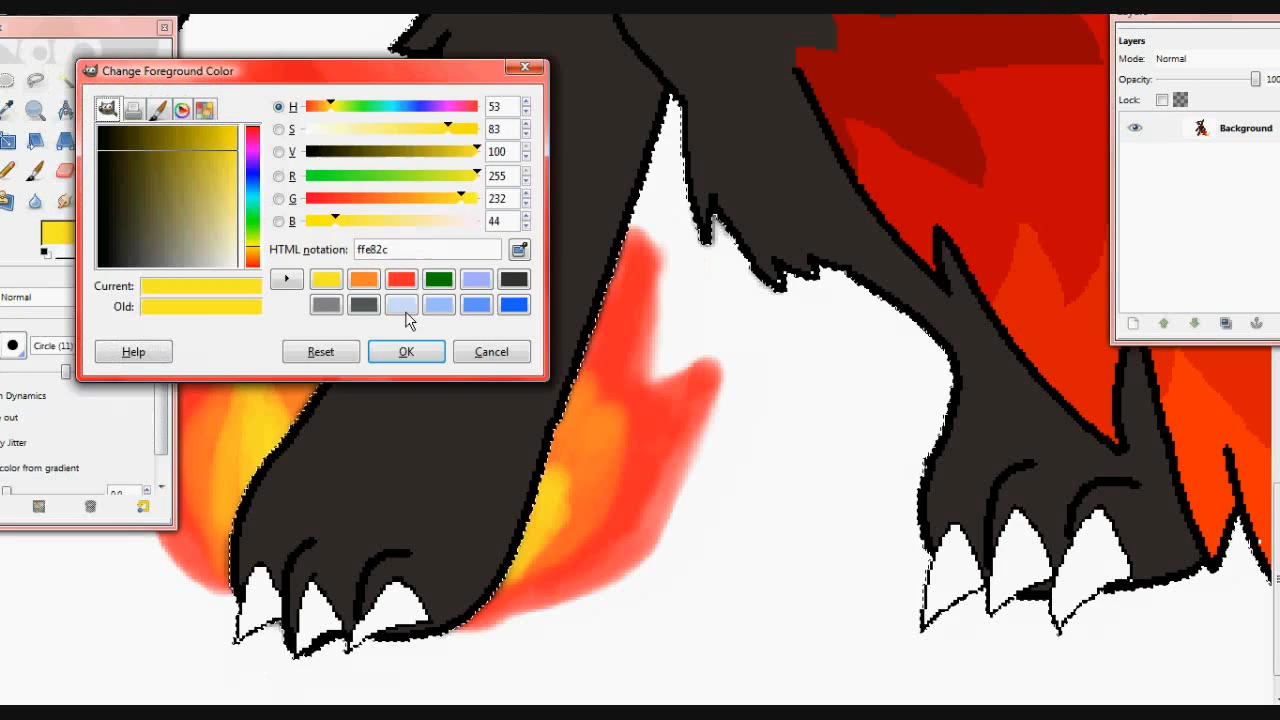 Change Foreground Color
H 53
S 83
V 100
R 255
G 232
B 44
HTML notation: ffe82c
Current:
Old:
Help Reset OK Cancel
Normal
Circle (11)
Dynamics
out
Jitter
color from gradient
Layers
Mode: Normal
Opacity: 100
Lock:
Background